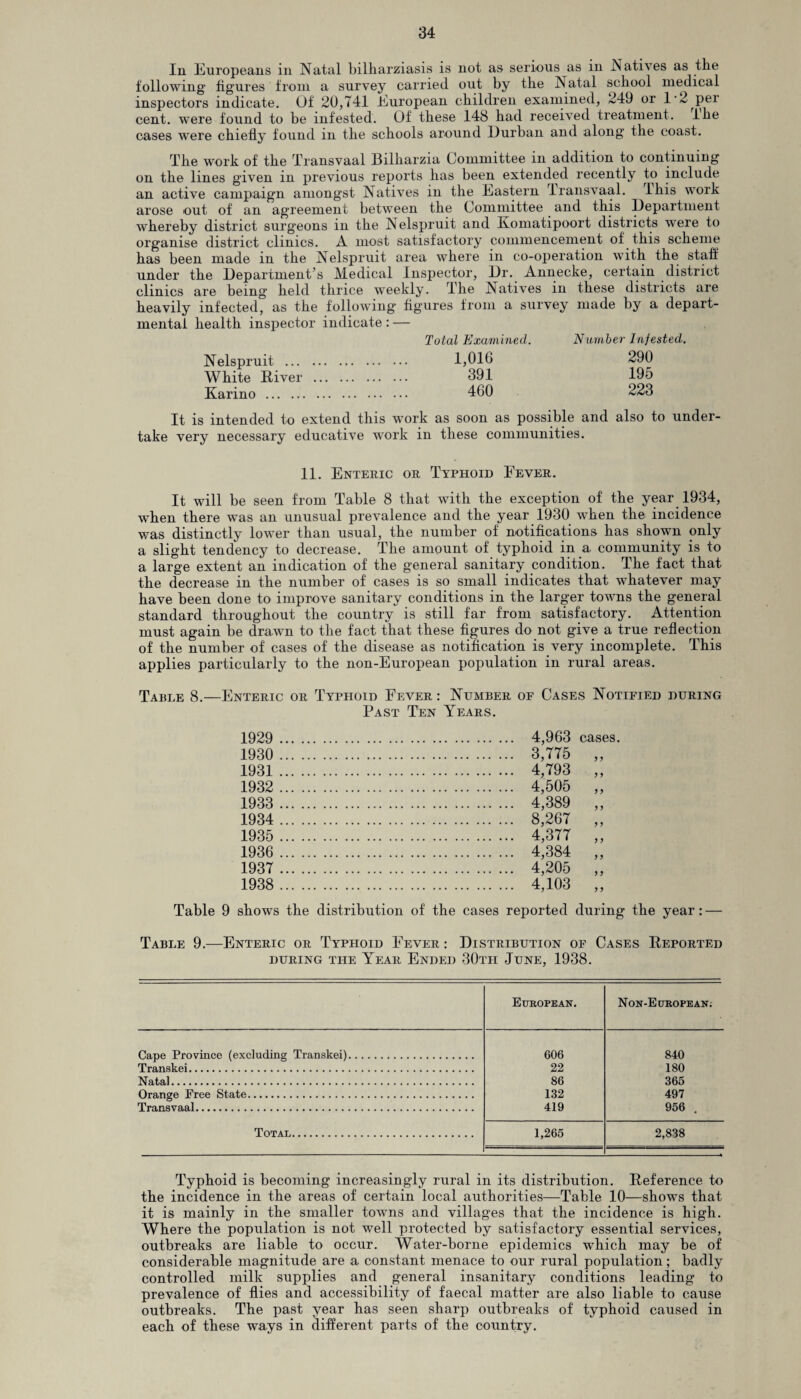 34
In Europeans in Natal bilharziasis is not as serious as in Natives as the
following figures from a survey carried out by the Natal school medical
inspectors indicate. Of 20,741 European children examined, 249 or 1·2 per
cent. were found to be infested. Of these 148 had received treatment. The
cases were chiefly found in the schools around Durban and along the coast.
The work of the Transvaal Bilharzia Committee in addition to continuing
on the lines given in previous reports has been extended recently to include
an active campaign amongst Natives in the Eastern Transvaal. This work
arose out of an agreement between the Committee and this Department
whereby district surgeons in the Nelspruit and Komatipoort districts were to
organise district clinics. A most satisfactory commencement of this scheme
has been made in the Nelspruit area where in co-operation with the staff
under the Department's Medical Inspector, Dr. Annecke, certain district
clinics are being held thrice weekly. The Natives in these districts are
heavily infected, as the following figures from a survey made by a depart-
mental health inspector indicate:—
Total Examined. Number Infested.
Nelspruit ... ... ... ... ... 1,016 290
White River ... ... ... ... 391 195
Karino ... ... ... ... ... ... 460 223
It is intended to extend this work as soon as possible and also to under-
take very necessary educative work in these communities.
11. Enteric or Typhoid Fever.
It will be seen from Table 8 that with the exception of the year 1934,
when there was an unusual prevalence and the year 1930 when the incidence
was distinctly lower than usual, the number of notifications has shown only
a slight tendency to decrease. The amount of typhoid in a community is to
a large extent an indication of the general sanitary condition. The fact that
the decrease in the number of cases is so small indicates that whatever may
have been done to improve sanitary conditions in the larger towns the general
standard throughout the country is still far from satisfactory. Attention
must again be drawn to the fact that these figures do not give a true reflection
of the number of cases of the disease as notification is very incomplete. This
applies particularly to the non-European population in rural areas.
Table 8.—Enteric or Typhoid Fever: Number of Cases Notified during
Past Ten Years.
1929 ... ... ... ... ... ... ... ... ... 4,963 cases.
1930 ... ... ... ... ... ... ... ... ... 3,775 ,,
1931 ... ... ... ... ... ... ... ... ... 4,793 ,,
1932 ... ... ... ... ... ... ... ... ... 4,505 ,,
1933 ... ... ... ... ... ... ... ... ... 4,389 ,,
1934 ... ... ... ... ... ... ... ... ... 8,267 ,,
1935 ... ... ... ... ... ... ... ... ... 4,377 ,,
1936 ... ... ... ... ... ... ... ... ... 4,384 ,,
1937 ... ... ... ... ... ... ... ... ... 4,205 ,,
1938 ... ... ... ... ... ... ... ... ... 4,103 ,,
Table 9 shows the distribution of the cases reported during the year:—
Table 9.—Enteric or Typhoid Fever: Distribution of Cases Reported
during the Year Ended 30th June, 1938.
European. Non-European.
Cape Province (excluding Transkei)........................ 606 840
Transkei........................ 22 180
Natal........................ 86 365
Orange Free State........................ 132 497
Transvaal........................ 419 956
Total........................ 1,265 2,838
Typhoid is becoming increasingly rural in its distribution. Reference to
the incidence in the areas of certain local authorities—Table 10—shows that
it is mainly in the smaller towns and villages that the incidence is high.
Where the population is not well protected by satisfactory essential services,
outbreaks are liable to occur. Water-borne epidemics which may be of
considerable magnitude are a constant menace to our rural population; badly
controlled milk supplies and general insanitary conditions leading to
prevalence of flies and accessibility of faecal matter are also liable to cause
outbreaks. The past year has seen sharp outbreaks of typhoid caused in
each of these ways in different parts of the country.